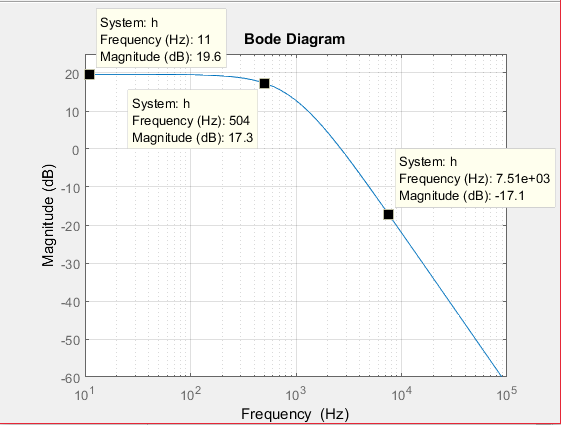 System: h
Frequency (Hz): 11
Magnitude (dB): 19.6
Bode Diagram
System: h
Frequency (Hz): 504
Magnitude (dB): 17.3
System: h
Frequency (Hz): 7.51e+03
Magnitude (dB): -17.1
Magnitude (dB)
20
10
0
-10
-20
-30
-40
-50
-60
10^1
10^2
10^3
10^4
10^5
Frequency (Hz)